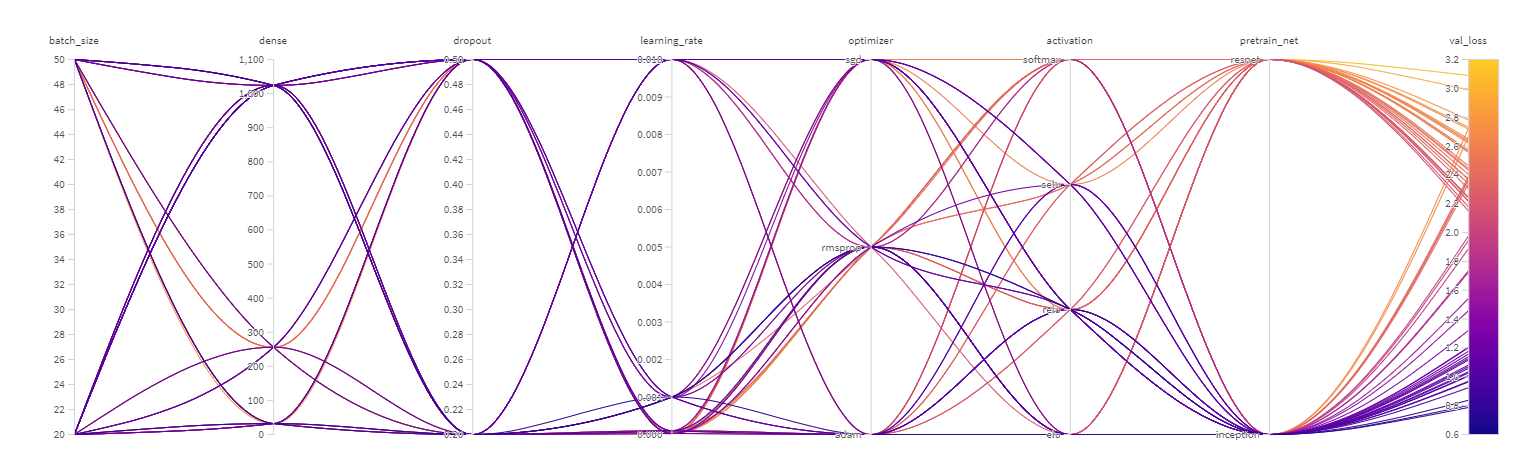 batch_size dense dropout learning_rate optimizer activation pretrain_net val_loss
50 1,100 0.50 0.010 sgd softmax resnet 3.2
48 1,000 0.48 0.009 3.0
46 900 0.46 2.8
44 800 0.44 0.008 2.6
42 0.42 2.4
40 700 0.40 0.007 selu 2.2
38 600 0.38 0.006
36 500 0.36 0.005 rmsprop 2.0
34 0.34 1.8
32 400 0.32 0.004 1.6
30 0.30 relu
28 300 0.28 0.003 1.4
26 200 0.26 0.002 1.2
24 0.24 0.001 1.0
22 100 0.22 0.8
20 0 0.20 0.000 adam elu inception 0.6